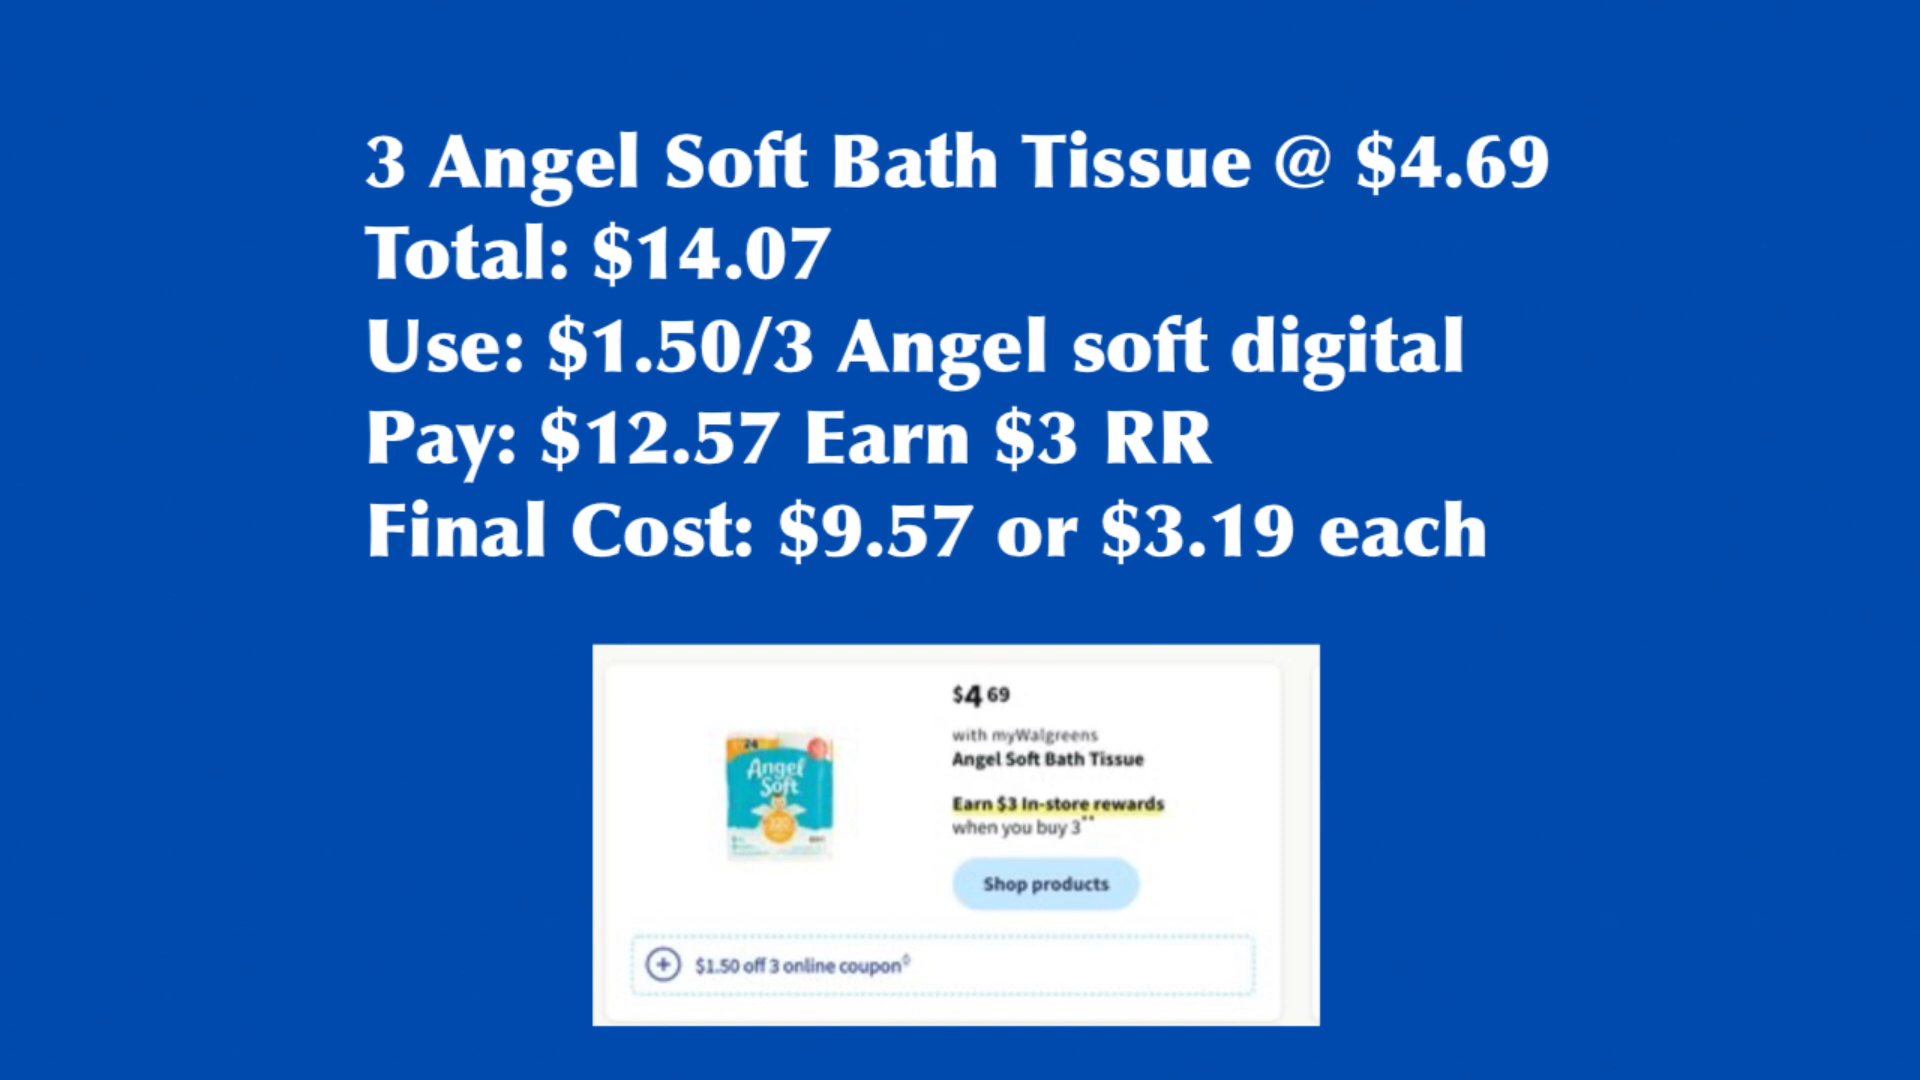 3 Angel Soft Bath Tissue @ $4.69
Total: $14.07
Use: $1.50/3 Angel soft digital
Pay: $12.57 Earn $3 RR
Final Cost: $9.57 or $3.19 each
$4 69
with myWalgreens
Angel Soft Bath Tissue
Earn $3 In-store rewards
when you buy 3**
Shop products
$1.50 off 3 online coupon◊
24
Angel
Soft
320